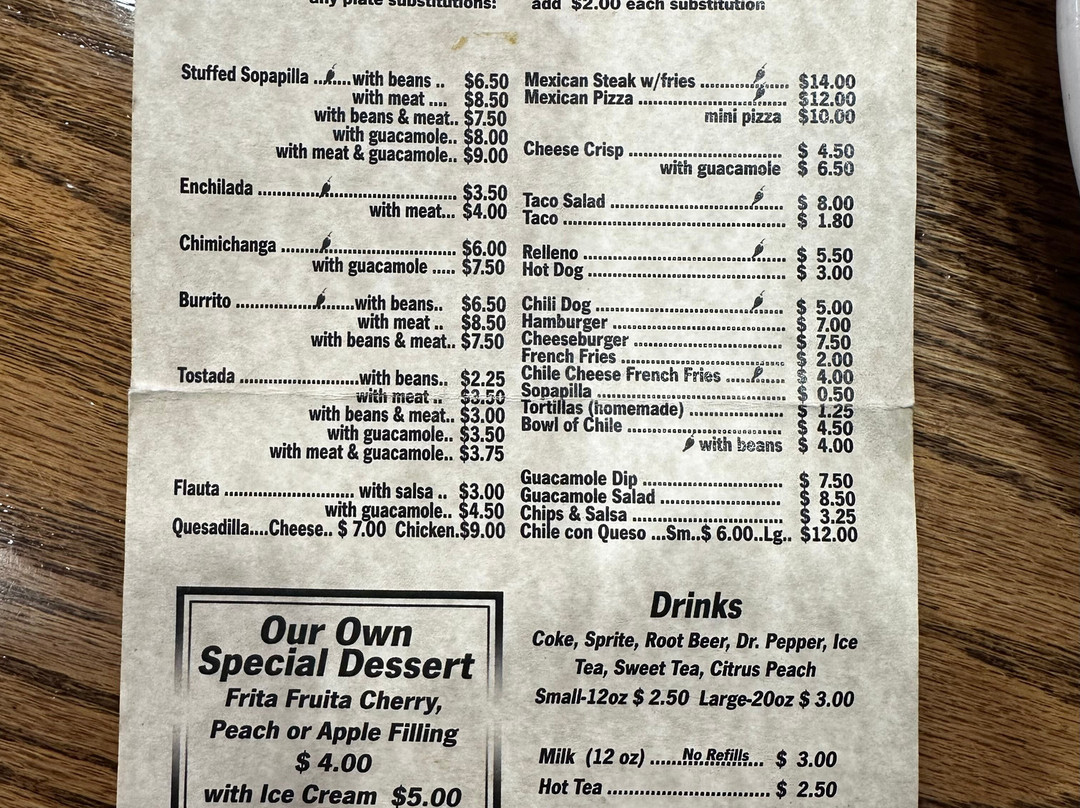 any plate substitutions: add $2.00 each substitution
Stuffed Sopapilla ........with beans .. $6.50
with meat .... $8.50
with beans & meat.. $7.50
with guacamole.. $8.00
with meat & guacamole.. $9.00
Enchilada .................................... $3.50
with meat... $4.00
Chimichanga ............................... $6.00
with guacamole ..... $7.50
Burrito .....................with beans.. $6.50
with meat .. $8.50
with beans & meat.. $7.50
Tostada .....................with beans.. $2.25
with meat .. $3.50
with beans & meat.. $3.00
with guacamole.. $3.50
with meat & guacamole.. $3.75
Flauta ....................... with salsa .. $3.00
with guacamole.. $4.50
Quesadilla....Cheese.. $ 7.00 Chicken.$9.00
Mexican Steak w/fries .................. $14.00
Mexican Pizza ............................... $12.00
mini pizza $10.00
Cheese Crisp ................................. $ 4.50
with guacamole $ 6.50
Taco Salad ..................................... $ 8.00
Taco ............................................... $ 1.80
Relleno ........................................... $ 5.50
Hot Dog .......................................... $ 3.00
Chili Dog ........................................ $ 5.00
Hamburger ..................................... $ 7.00
Cheeseburger ................................ $ 7.50
French Fries ................................... $ 2.00
Chile Cheese French Fries ............ $ 4.00
Sopapilla ........................................ $ 0.50
Tortillas (homemade) .................... $ 1.25
Bowl of Chile ................................. $ 4.50
with beans $ 4.00
Guacamole Dip .............................. $ 7.50
Guacamole Salad .......................... $ 8.50
Chips & Salsa ................................ $ 3.25
Chile con Queso ...Sm..$ 6.00..Lg.. $12.00
Our Own
Special Dessert
Frita Fruita Cherry,
Peach or Apple Filling
$ 4.00
with Ice Cream $5.00
Drinks
Coke, Sprite, Root Beer, Dr. Pepper, Ice
Tea, Sweet Tea, Citrus Peach
Small-12oz $ 2.50 Large-20oz $ 3.00
Milk (12 oz) ......No Refills... $ 3.00
Hot Tea ............................... $ 2.50